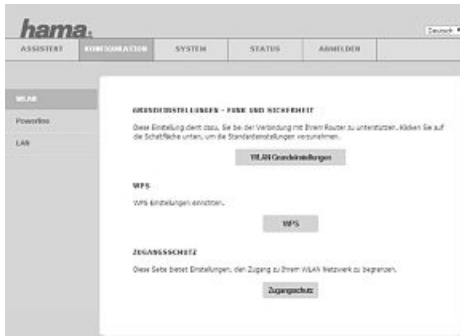 hama
Deutsch
ASSISTENT KONFIGURATION SYSTEM STATUS ANMELDEN
WLAN
Powerline
LAN
GRUNDEINSTELLUNGEN - FUNK UND SICHERHEIT
Diese Einstellung dient dazu, Sie bei der Verbindung mit Ihrem Router zu unterstützen. Klicken Sie auf
die Schaltfläche unten, um die Standardeinstellungen vorzunehmen.
WLAN Grundeinstellungen
WPS
WPS Einstellungen einrichten.
WPS
ZUGANGSSCHUTZ
Diese Seite bietet Einstellungen, den Zugang zu Ihrem WLAN Netzwerk zu begrenzen.
Zugangsschutz